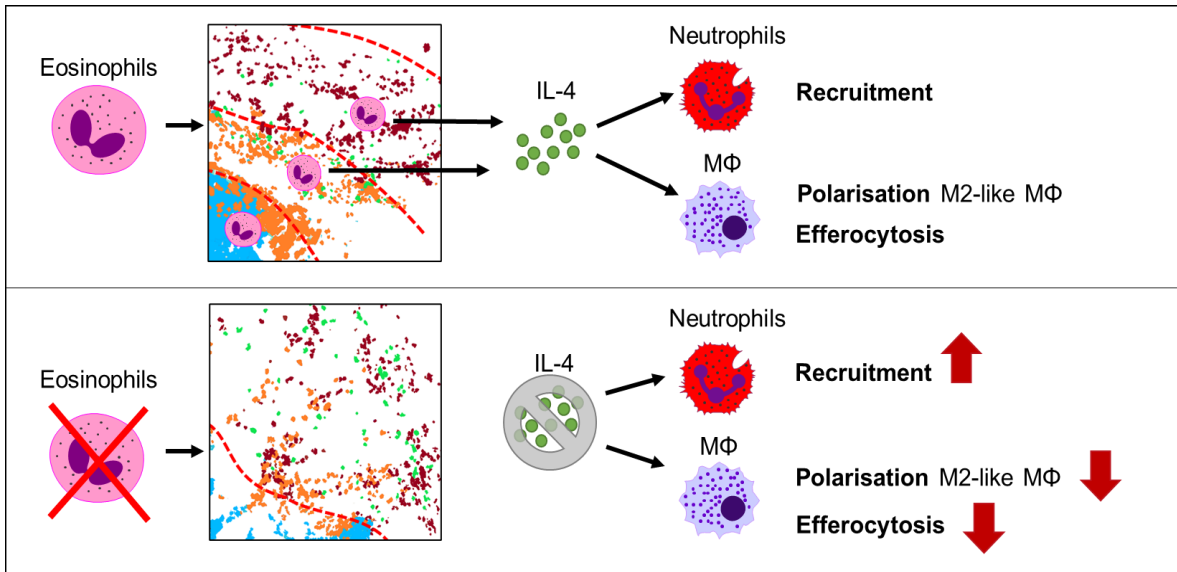 Eosinophils
IL-4
Neutrophils
Recruitment
MΦ
Polarisation M2-like MΦ
Efferocytosis
Eosinophils
IL-4
Neutrophils
Recruitment
MΦ
Polarisation M2-like MΦ
Efferocytosis